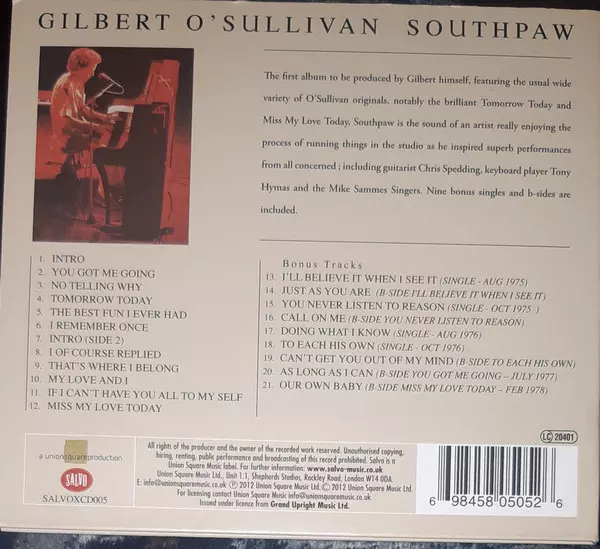 GILBERT O'SULLIVAN SOUTHPAW
The first album to be produced by Gilbert himself, featuring the usual wide
variety of O'Sullivan originals, notably the brilliant Tomorrow Today and
Miss My Love Today, Southpaw is the sound of an artist really enjoying the
process of running things in the studio as he inspired superb performances
from all concerned ; including guitarist Chris Spedding, keyboard player Tony
Hymas and the Mike Sammes Singers. Nine bonus singles and b-sides are
included.
1. INTRO
2. YOU GOT ME GOING
3. NO TELLING WHY
4. TOMORROW TODAY
5. THE BEST FUN I EVER HAD
6. I REMEMBER ONCE
7. INTRO (SIDE 2)
8. I OF COURSE REPLIED
9. THAT'S WHERE I BELONG
10. MY LOVE AND I
11. IF I CAN'T HAVE YOU ALL TO MY SELF
12. MISS MY LOVE TODAY
Bonus Tracks
13. I'LL BELIEVE IT WHEN I SEE IT (SINGLE - AUG 1975)
14. JUST AS YOU ARE (B-SIDE I'LL BELIEVE IT WHEN I SEE IT)
15. YOU NEVER LISTEN TO REASON (SINGLE - OCT 1975 )
16. CALL ON ME (B-SIDE YOU NEVER LISTEN TO REASON)
17. DOING WHAT I KNOW (SINGLE - AUG 1976)
18. TO EACH HIS OWN (SINGLE - OCT 1976)
19. CAN'T GET YOU OUT OF MY MIND (B-SIDE TO EACH HIS OWN)
20. AS LONG AS I CAN (B-SIDE YOU GOT ME GOING – JULY 1977)
21. OUR OWN BABY (B-SIDE MISS MY LOVE TODAY – FEB 1978)
LC 20401
a unionsquareproduction
SALVO
SALVOXCD005
All rights of the producer and the owner of the recorded work reserved. Unauthorised copying,
hiring, renting, public performance and broadcasting of this record prohibited. Salvo is a
Union Square Music label. For further information: www.salvo-music.co.uk
Union Square Music Ltd., Unit 1.1, Shepherds Studios, Rockley Road, London W14 0DA.
E: info@unionsquaremusic.co.uk ℗ 2012 Union Square Music Ltd. © 2012 Union Square Music Ltd.
For licensing contact Union Square Music info@unionsquaremusic.co.uk.
Issued under licence from Grand Upright Music Ltd.
6 98458 05052 6